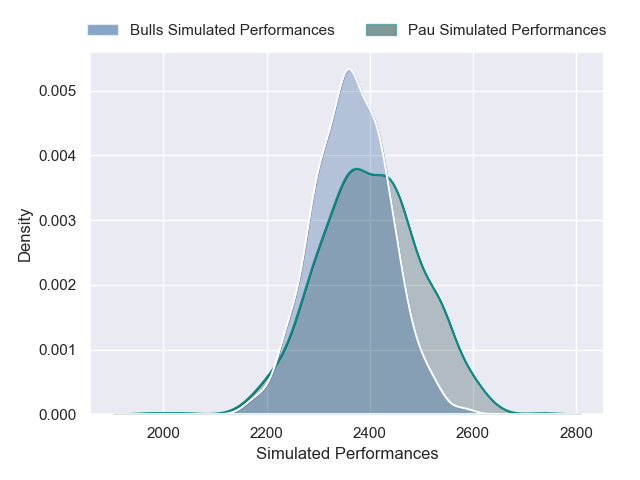 Bulls Simulated Performances
Pau Simulated Performances
0.005
0.004
0.003
0.002
0.001
0.000
Density
2000
2200
2400
2600
2800
Simulated Performances